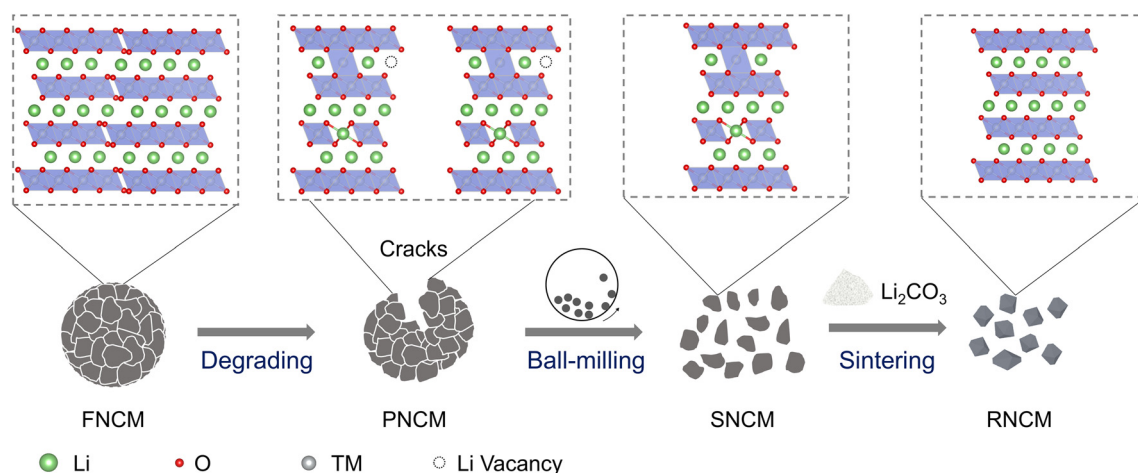 Cracks
Li₂CO₃
Degrading
Ball-milling
Sintering
FNCM
PNCM
SNCM
RNCM
Li
O
TM
Li Vacancy